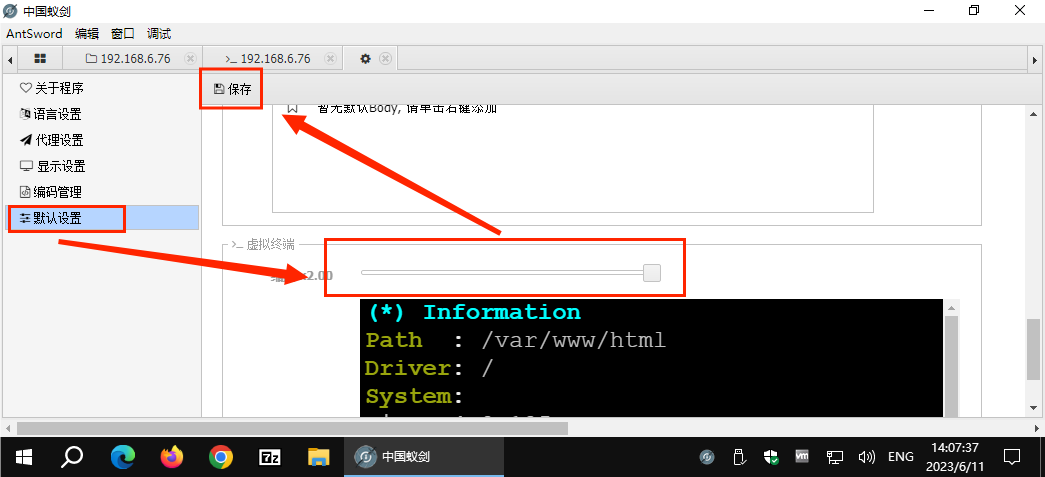 中国蚁剑
AntSword 编辑 窗口 调试
192.168.6.76
>_ 192.168.6.76
关于程序
语言设置
代理设置
显示设置
编码管理
默认设置
保存
暂无默认Body, 请单击右键添加
>_ 虚拟终端
2.00
(*) Information
Path : /var/www/html
Driver: /
System:
中国蚁剑
7z
vm
ENG
14:07:37
2023/6/11